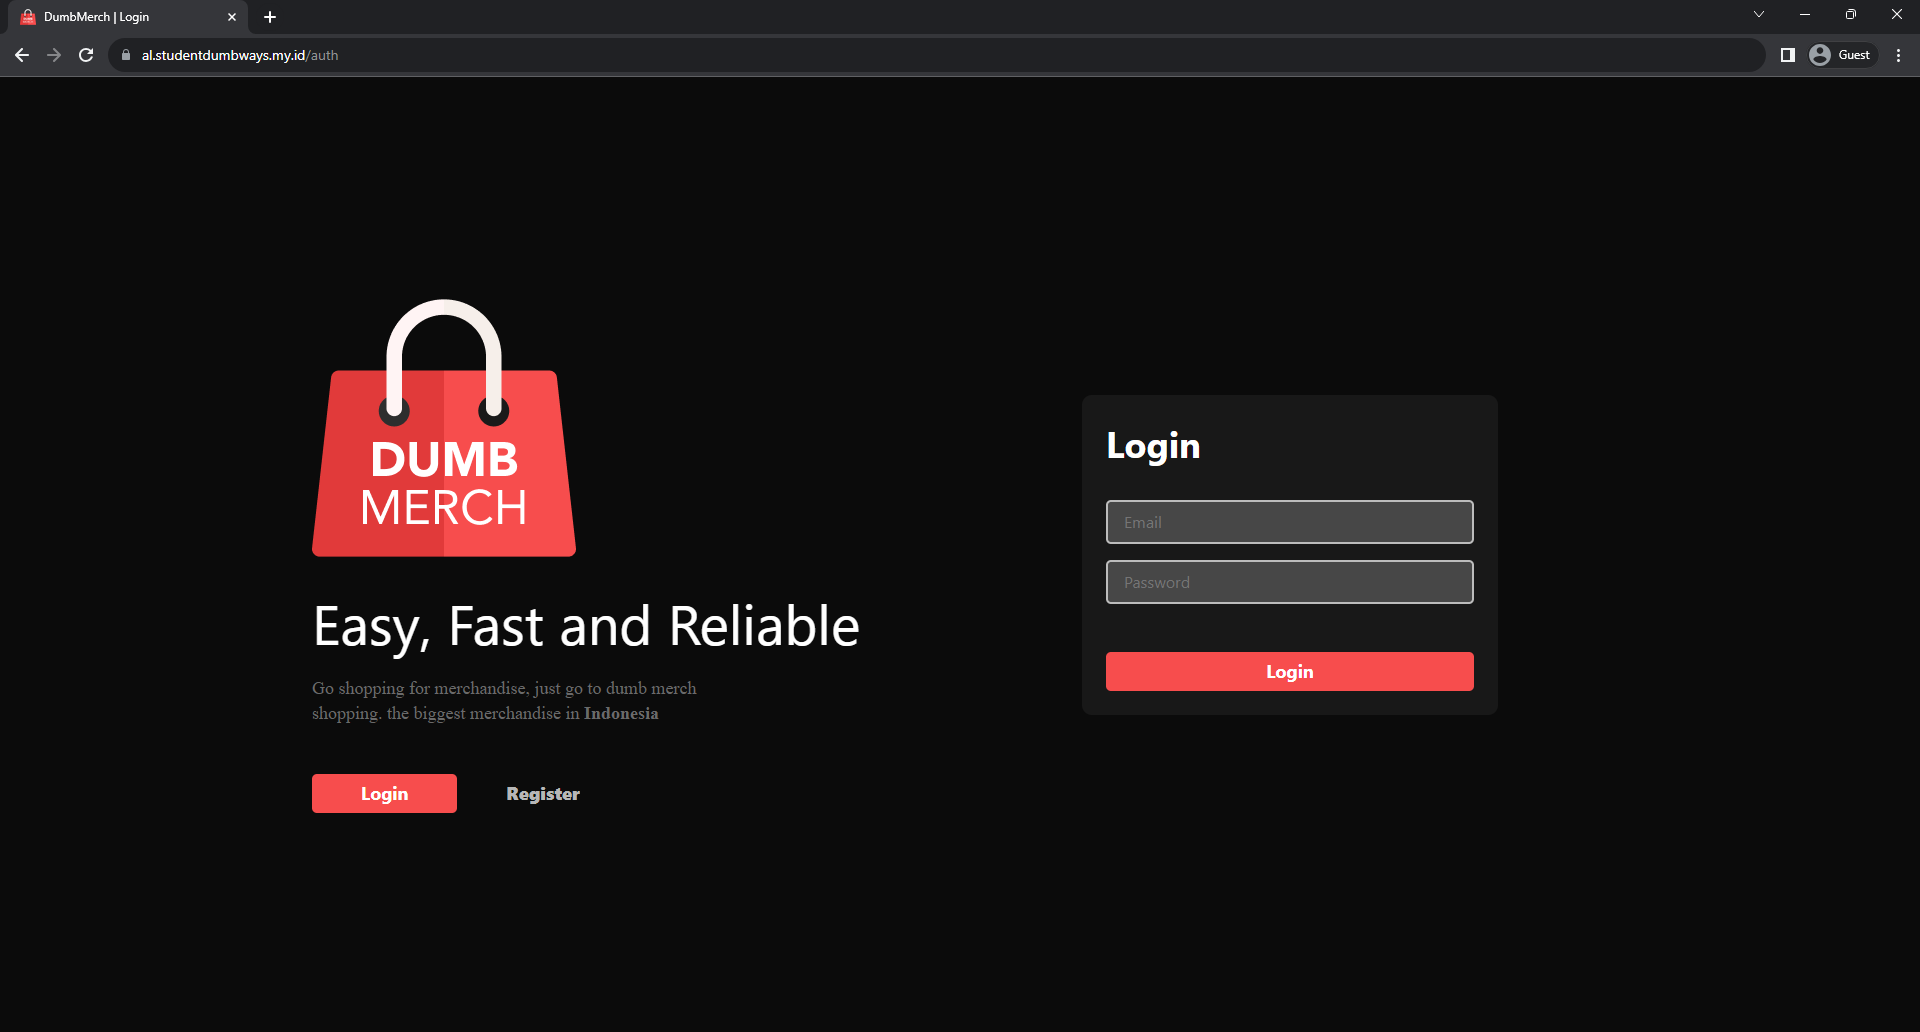 DumbMerch | Login
al.studentdumbways.my.id/auth
Guest
DUMB
MERCH
Easy, Fast and Reliable
Go shopping for merchandise, just go to dumb merch
shopping. the biggest merchandise in Indonesia
Login
Register
Login
Email
Password
Login